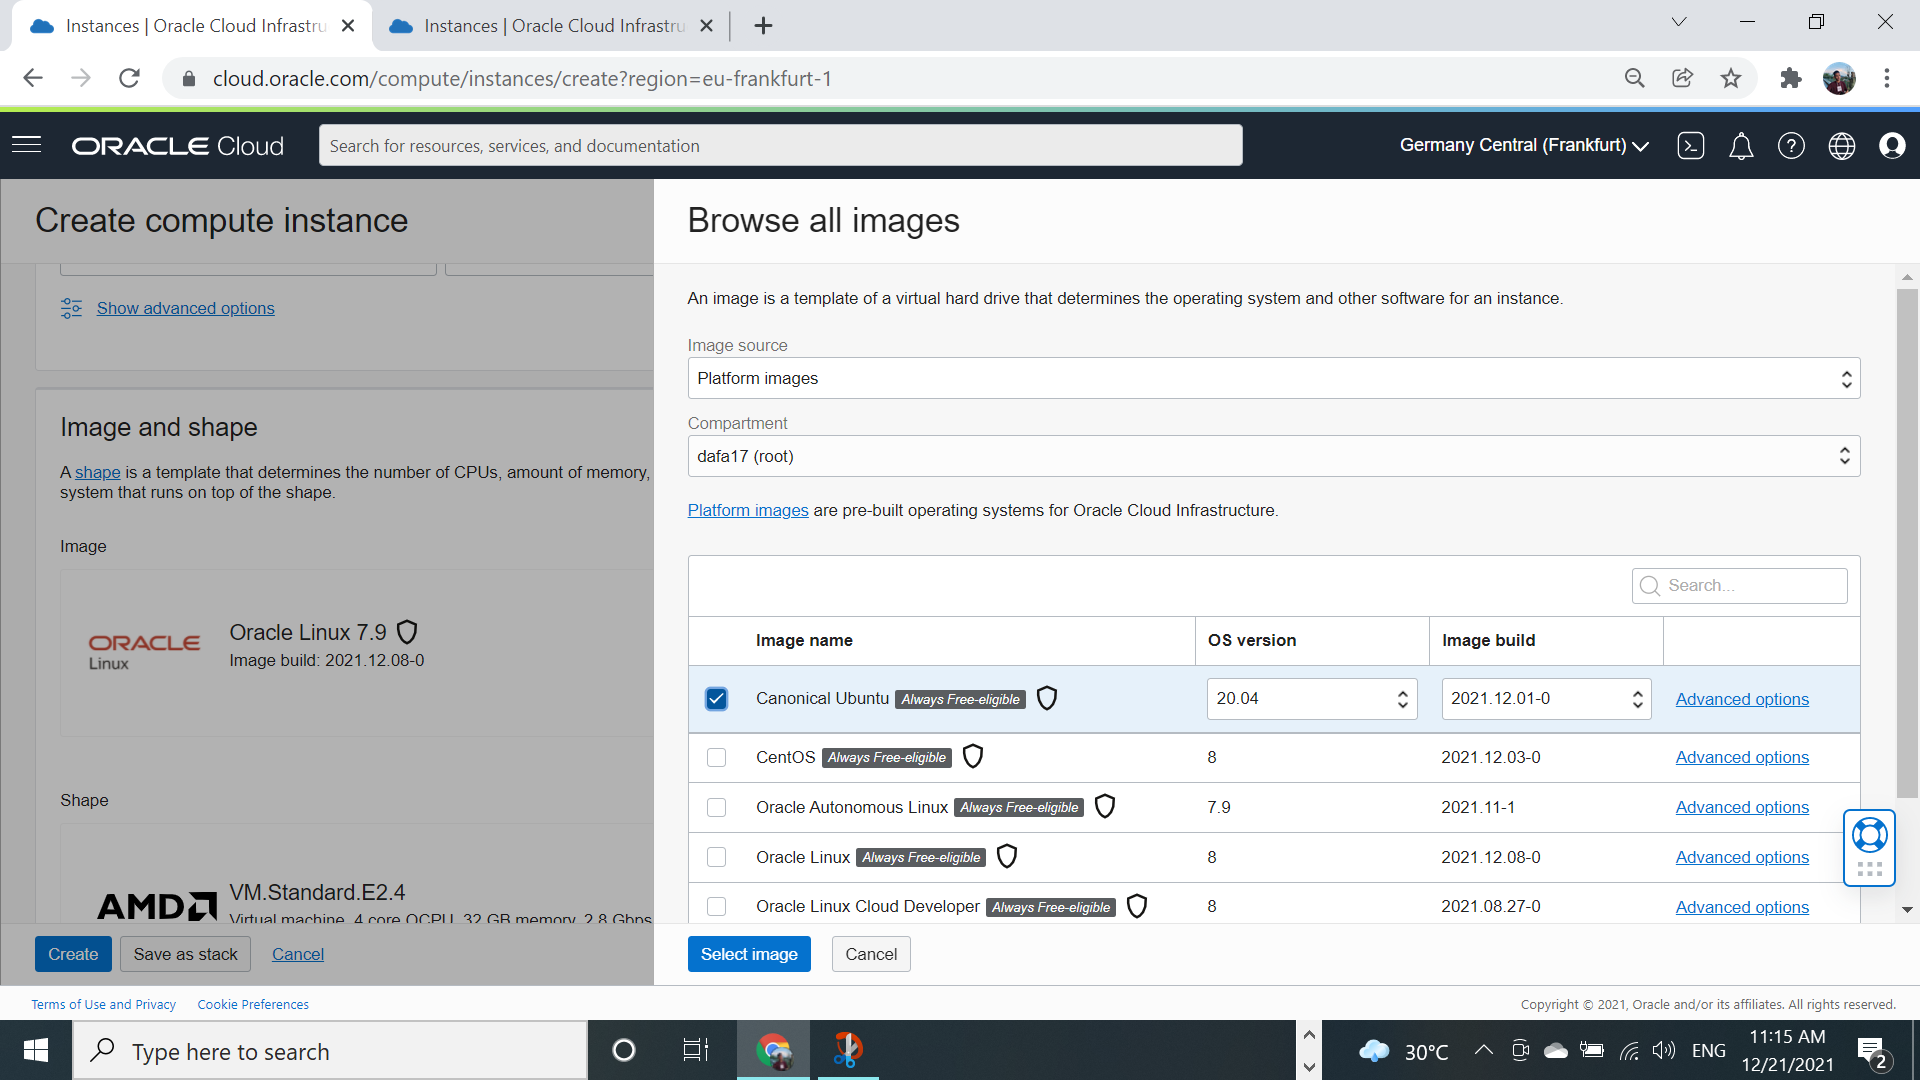 Instances | Oracle Cloud Infrastru
Instances | Oracle Cloud Infrastru
cloud.oracle.com/compute/instances/create?region=eu-frankfurt-1
ORACLE Cloud
Search for resources, services, and documentation
Germany Central (Frankfurt)
Create compute instance
Show advanced options
Image and shape
A shape is a template that determines the number of CPUs, amount of memory,
system that runs on top of the shape.
Image
ORACLE
Linux
Oracle Linux 7.9
Image build: 2021.12.08-0
Shape
AMD
VM.Standard.E2.4
Virtual machine, 4 core OCPU, 32 GB memory, 2.8 Gbps
Create
Save as stack
Cancel
Browse all images
An image is a template of a virtual hard drive that determines the operating system and other software for an instance.
Image source
Platform images
Compartment
dafa17 (root)
Platform images are pre-built operating systems for Oracle Cloud Infrastructure.
Search...
Image name OS version Image build
Canonical Ubuntu Always Free-eligible 20.04 2021.12.01-0 Advanced options
CentOS Always Free-eligible 8 2021.12.03-0 Advanced options
Oracle Autonomous Linux Always Free-eligible 7.9 2021.11-1 Advanced options
Oracle Linux Always Free-eligible 8 2021.12.08-0 Advanced options
Oracle Linux Cloud Developer Always Free-eligible 8 2021.08.27-0 Advanced options
Select image
Cancel
Terms of Use and Privacy Cookie Preferences
Copyright © 2021, Oracle and/or its affiliates. All rights reserved.
Type here to search
30°C
ENG
11:15 AM
12/21/2021
2